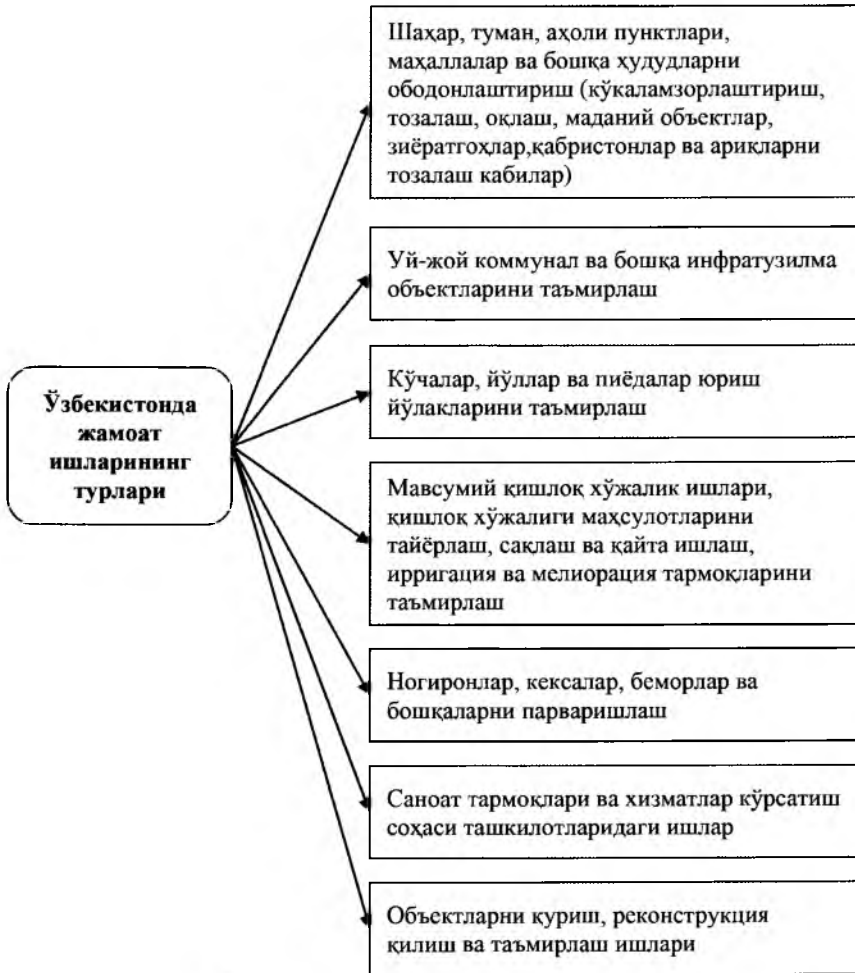 Шаҳар, туман, аҳоли пунктлари,
маҳаллалар ва бошқа ҳудудларни
ободонлаштириш (кўкаламзорлаштириш,
тозалаш, оқлаш, маданий объектлар,
зиёратгоҳлар,қабристонлар ва ариқларни
тозалаш кабилар)
Уй-жой коммунал ва бошқа инфратузилма
объектларини таъмирлаш
Ўзбекистонда
жамоат
ишларининг
турлари
Кўчалар, йўллар ва пиёдалар юриш
йўлакларини таъмирлаш
Мавсумий қишлоқ хўжалик ишлари,
қишлоқ хўжалиги маҳсулотларини
тайёрлаш, сақлаш ва қайта ишлаш,
ирригация ва мелиорация тармоқларини
таъмирлаш
Ногиронлар, кексалар, беморлар ва
бошқаларни парваришлаш
Саноат тармоқлари ва хизматлар кўрсатиш
соҳаси ташкилотларидаги ишлар
Объектларни қуриш, реконструкция
қилиш ва таъмирлаш ишлари